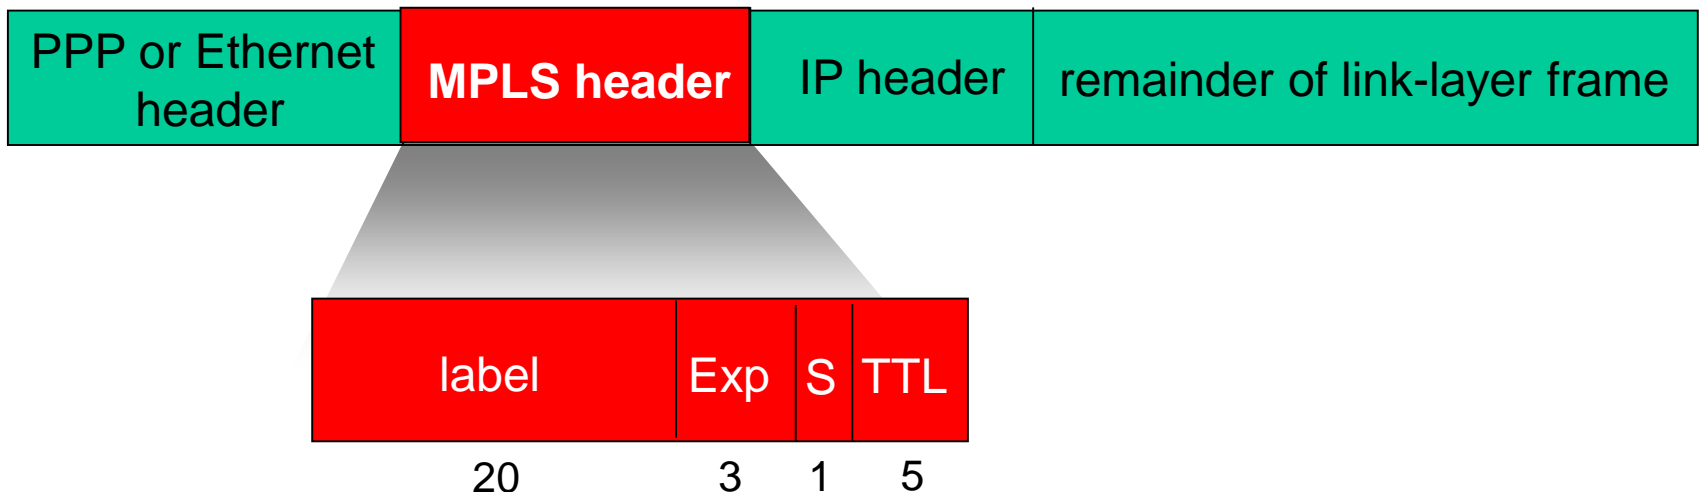 PPP or Ethernet
header
MPLS header
IP header
remainder of link-layer frame
label
Exp
S
TTL
20
3
1
5